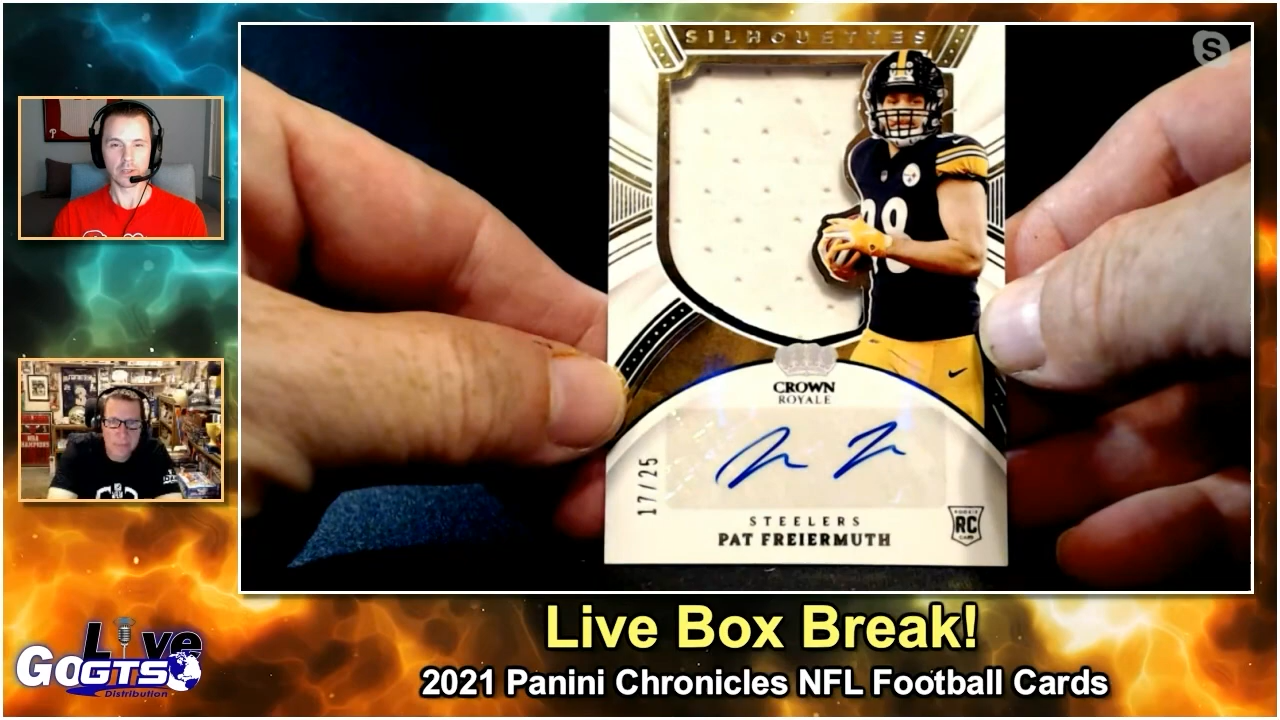 SILHOUETTES
S
88
CROWN
ROYALE
17/25
STEELERS
PAT FREIERMUTH
RC
Live Box Break!
2021 Panini Chronicles NFL Football Cards
Live
GoGTS
Distribution